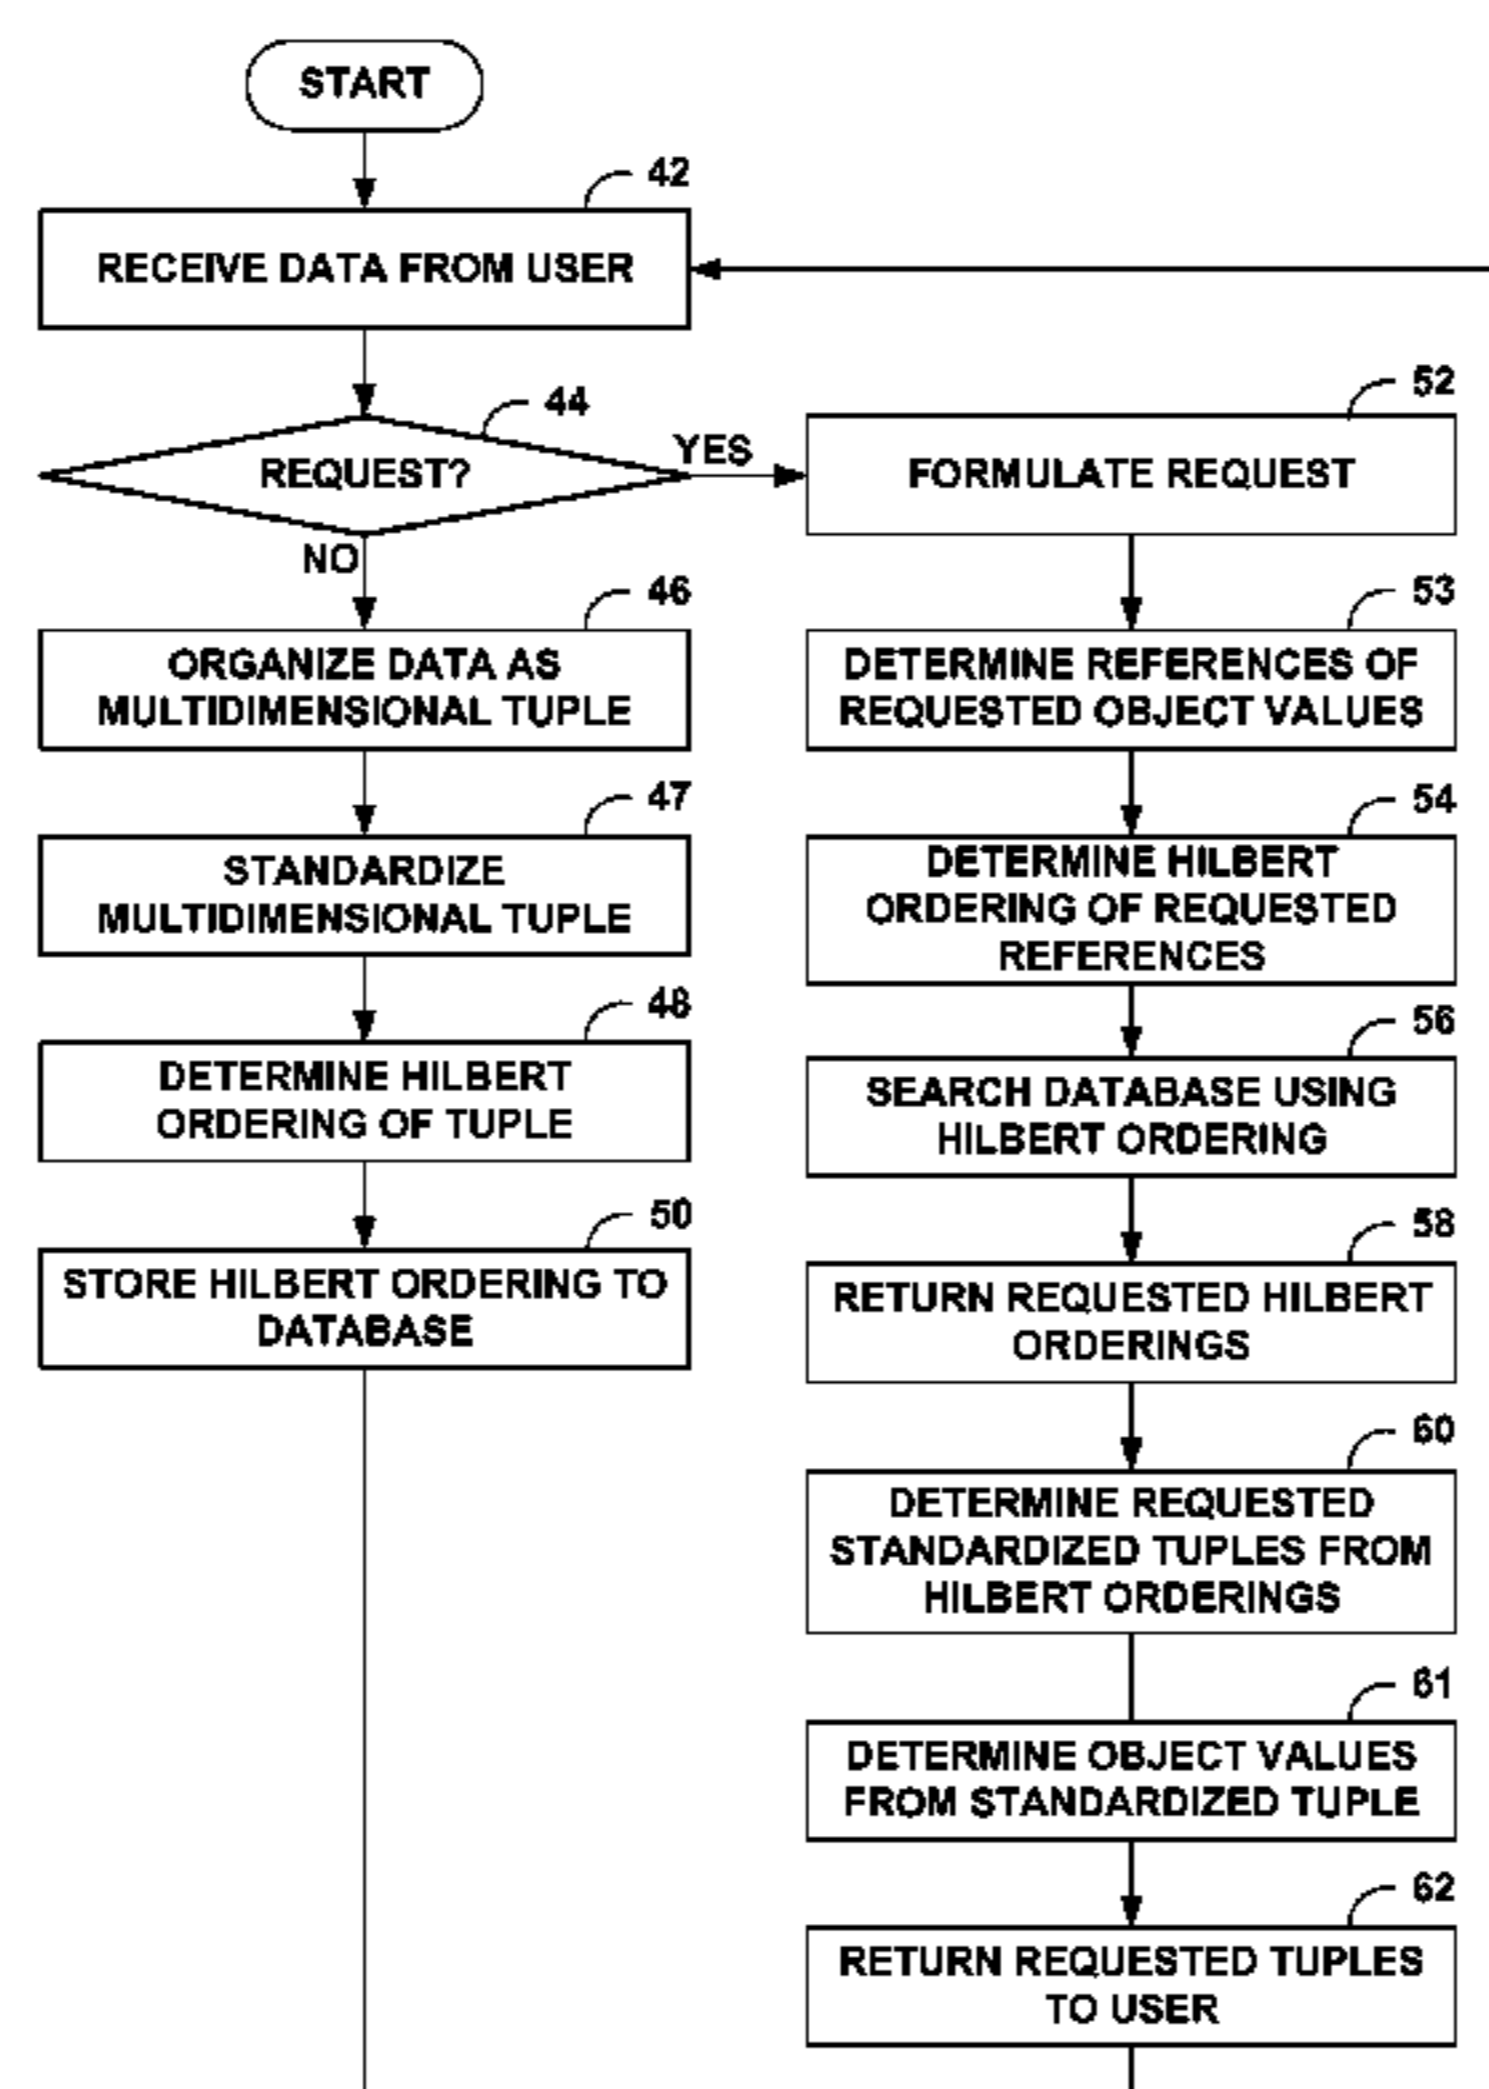 START
42
RECEIVE DATA FROM USER
44
REQUEST?
YES
NO
46
ORGANIZE DATA AS
MULTIDIMENSIONAL TUPLE
47
STANDARDIZE
MULTIDIMENSIONAL TUPLE
48
DETERMINE HILBERT
ORDERING OF TUPLE
50
STORE HILBERT ORDERING TO
DATABASE
52
FORMULATE REQUEST
53
DETERMINE REFERENCES OF
REQUESTED OBJECT VALUES
54
DETERMINE HILBERT
ORDERING OF REQUESTED
REFERENCES
56
SEARCH DATABASE USING
HILBERT ORDERING
58
RETURN REQUESTED HILBERT
ORDERINGS
60
DETERMINE REQUESTED
STANDARDIZED TUPLES FROM
HILBERT ORDERINGS
61
DETERMINE OBJECT VALUES
FROM STANDARDIZED TUPLE
62
RETURN REQUESTED TUPLES
TO USER